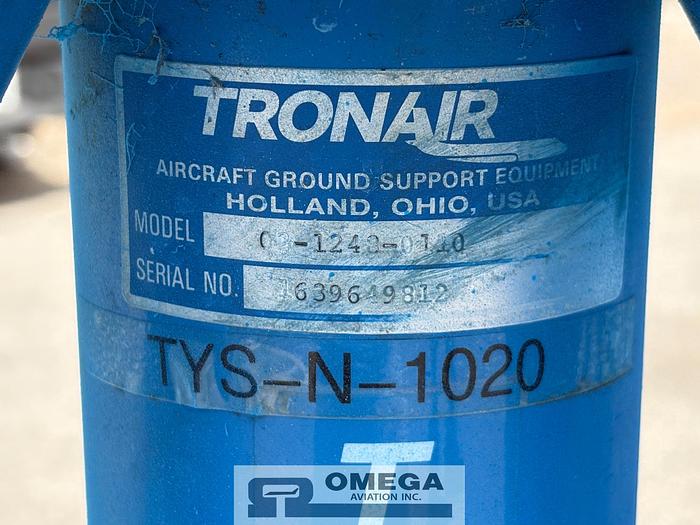 TRONAIR
AIRCRAFT GROUND SUPPORT EQUIPMENT
HOLLAND, OHIO, USA
MODEL
SERIAL NO.
TYS-N-1020
T
OMEGA
AVIATION INC.